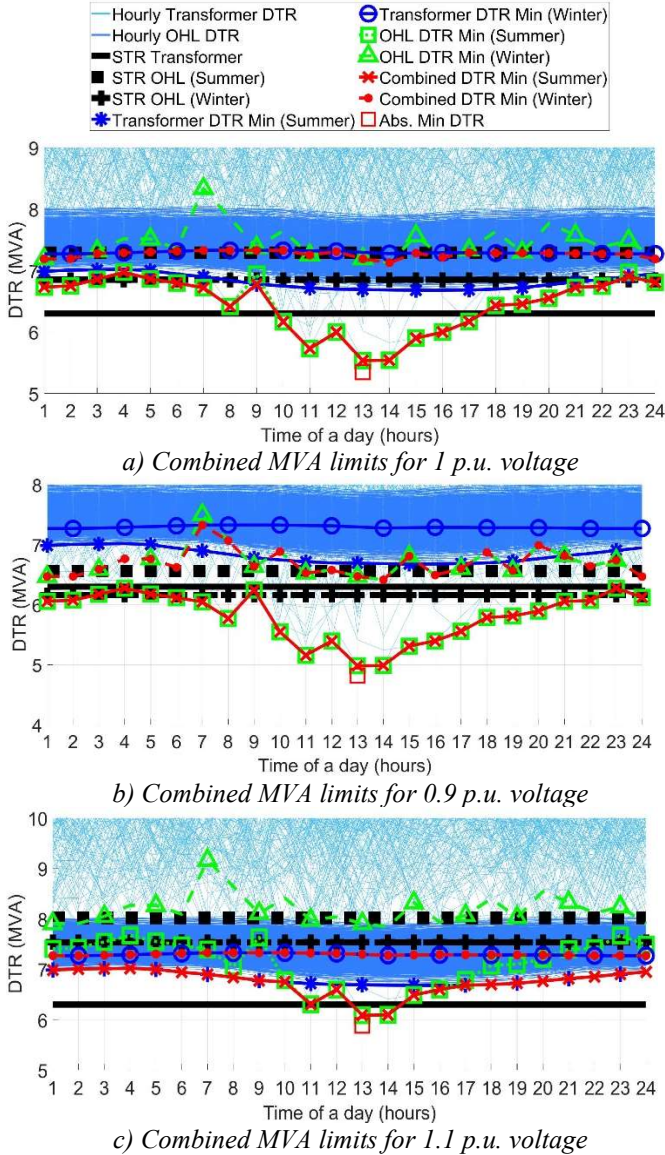 Hourly Transformer DTR
Hourly OHL DTR
STR Transformer
STR OHL (Summer)
STR OHL (Winter)
Transformer DTR Min (Summer)
Transformer DTR Min (Winter)
OHL DTR Min (Summer)
OHL DTR Min (Winter)
Combined DTR Min (Summer)
Combined DTR Min (Winter)
Abs. Min DTR
9
8
7
6
5
DTR (MVA)
1 2 3 4 5 6 7 8 9 10 11 12 13 14 15 16 17 18 19 20 21 22 23 24
Time of a day (hours)
a) Combined MVA limits for 1 p.u. voltage
8
7
6
5
4
DTR (MVA)
1 2 3 4 5 6 7 8 9 10 11 12 13 14 15 16 17 18 19 20 21 22 23 24
Time of a day (hours)
b) Combined MVA limits for 0.9 p.u. voltage
10
9
8
7
6
5
DTR (MVA)
1 2 3 4 5 6 7 8 9 10 11 12 13 14 15 16 17 18 19 20 21 22 23 24
Time of a day (hours)
c) Combined MVA limits for 1.1 p.u. voltage